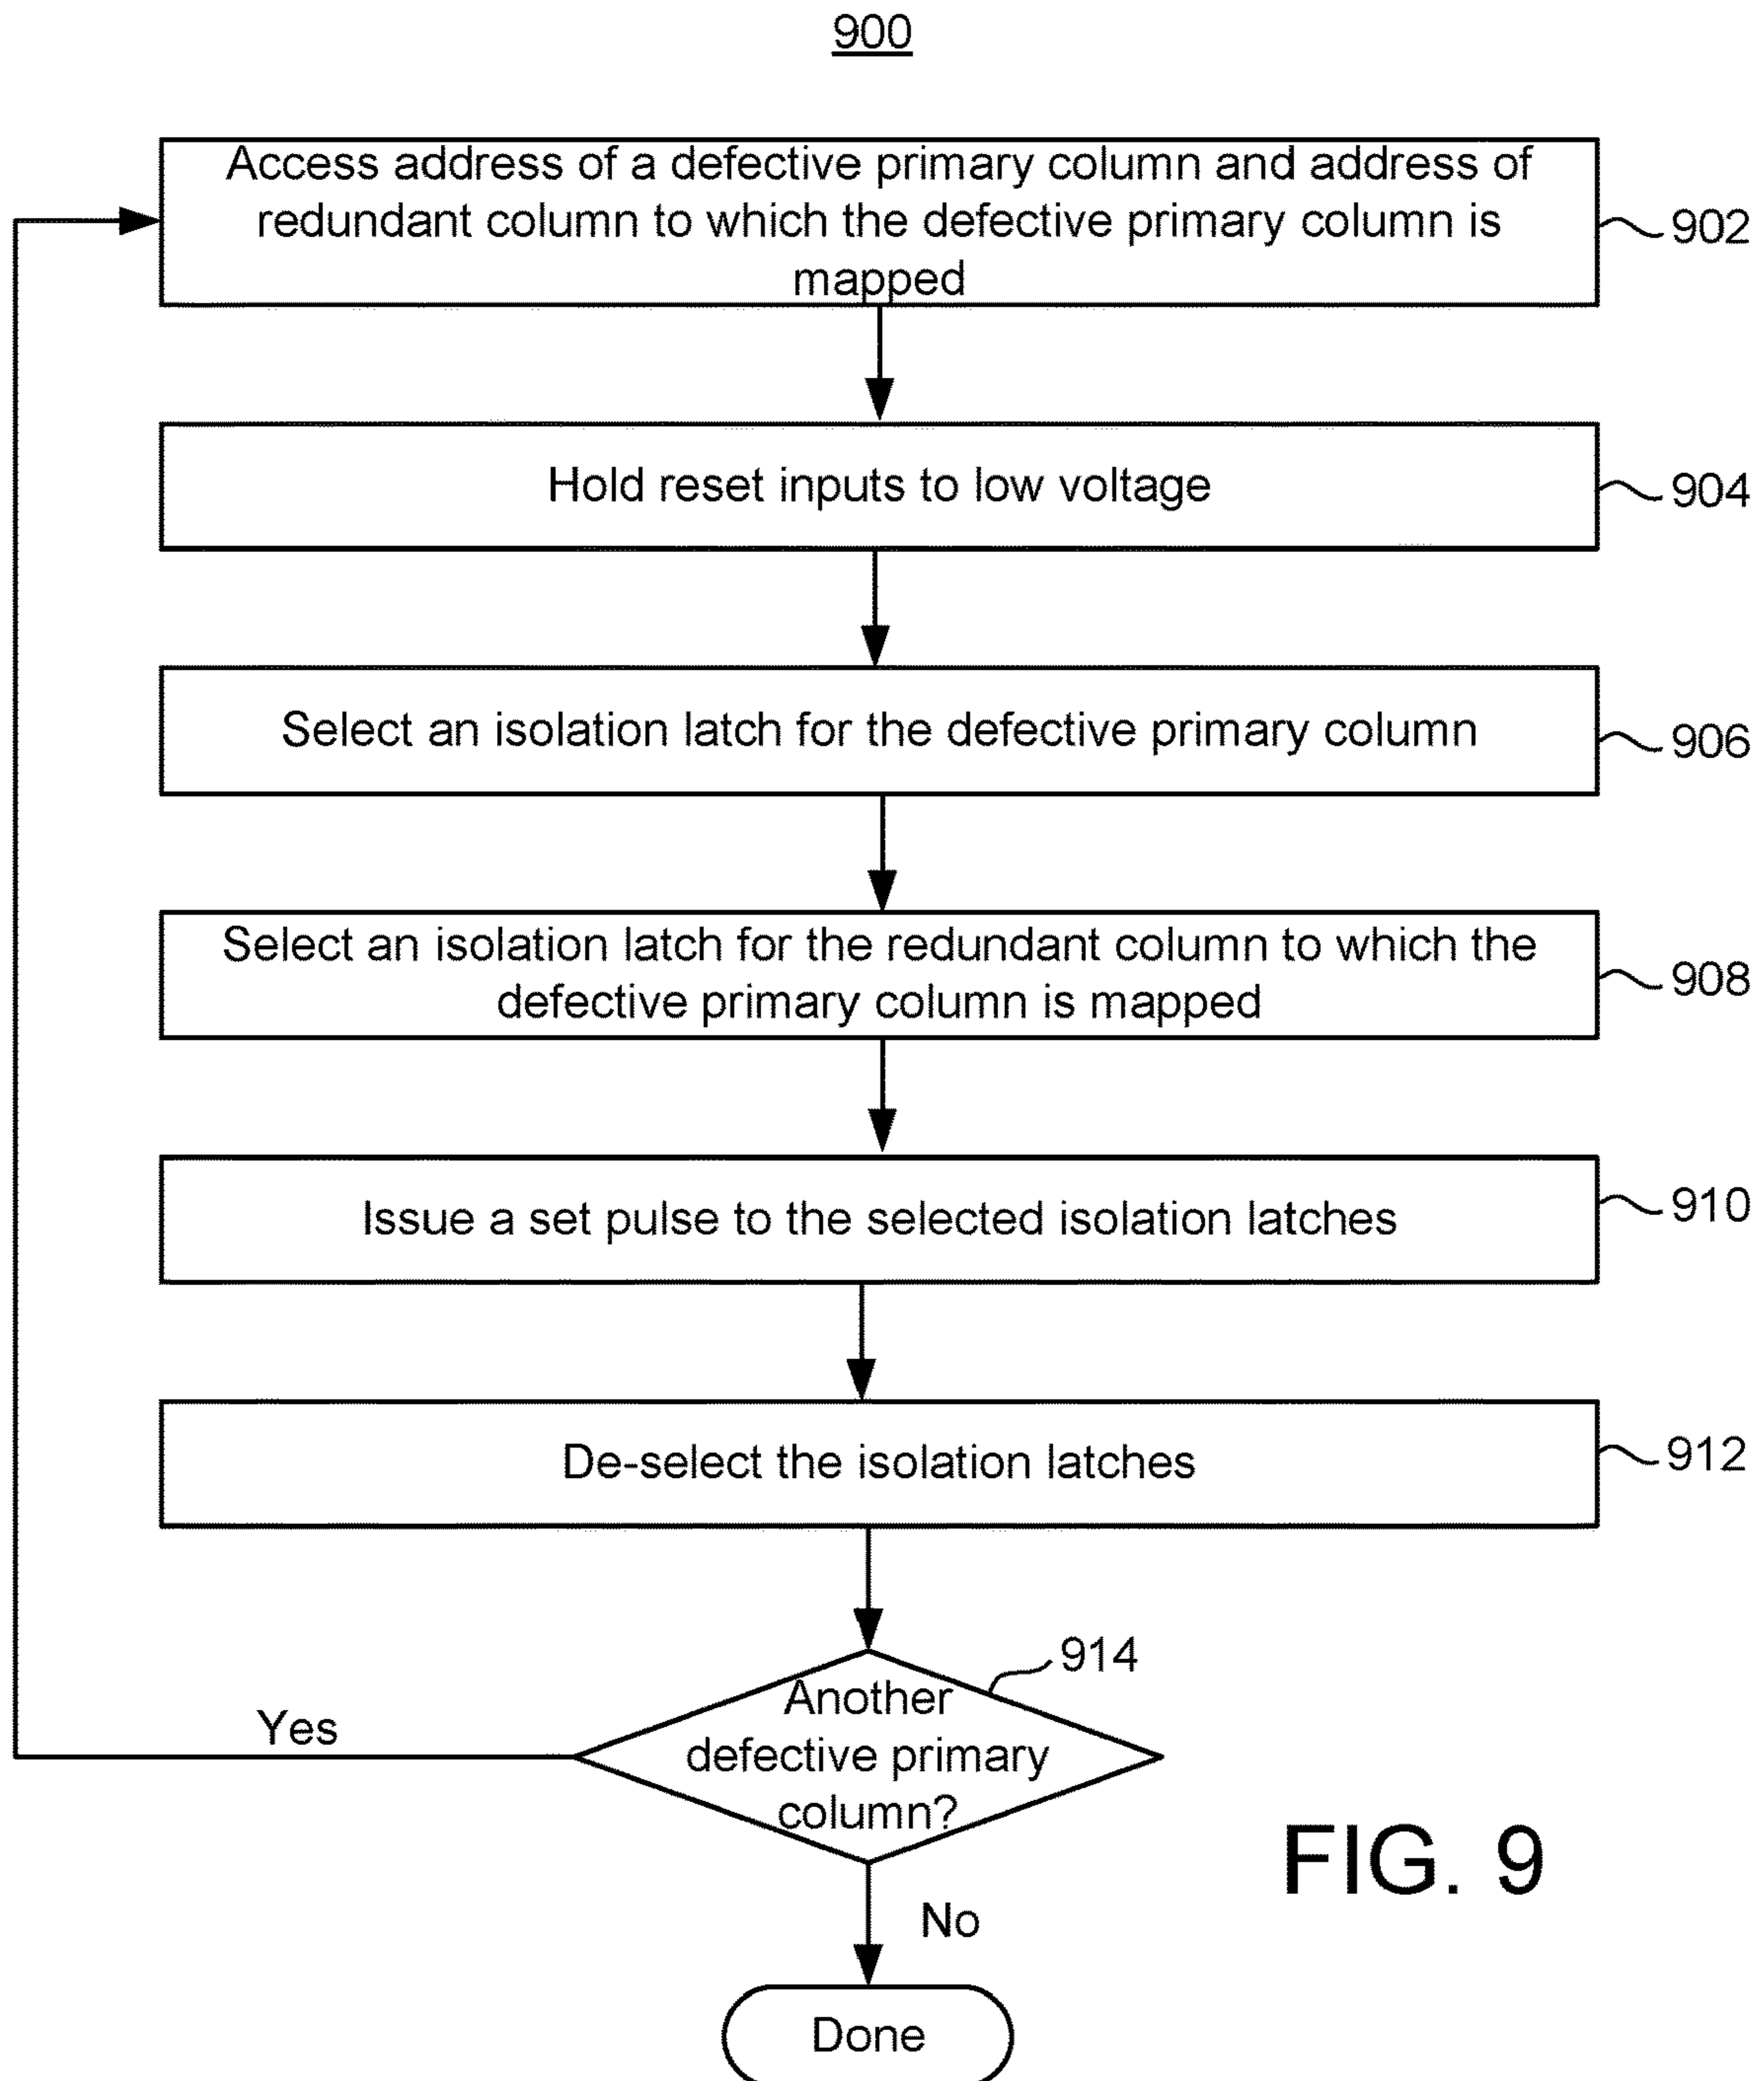 900
Access address of a defective primary column and address of
redundant column to which the defective primary column is
mapped
902
Hold reset inputs to low voltage
904
Select an isolation latch for the defective primary column
906
Select an isolation latch for the redundant column to which the
defective primary column is mapped
908
Issue a set pulse to the selected isolation latches
910
De-select the isolation latches
912
914
Another
defective primary
column?
Yes
No
Done
FIG. 9